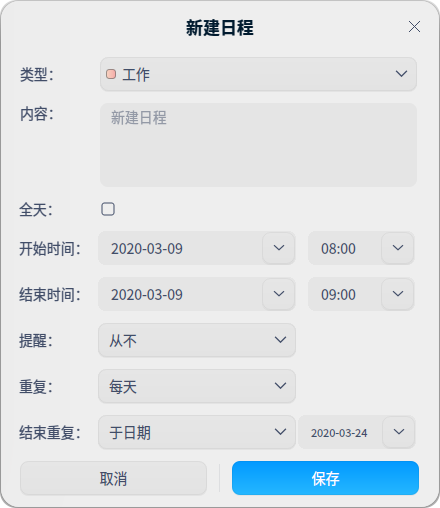 新建日程
类型: 工作
内容: 新建日程
全天:
开始时间: 2020-03-09 08:00
结束时间: 2020-03-09 09:00
提醒: 从不
重复: 每天
结束重复: 于日期 2020-03-24
取消 保存